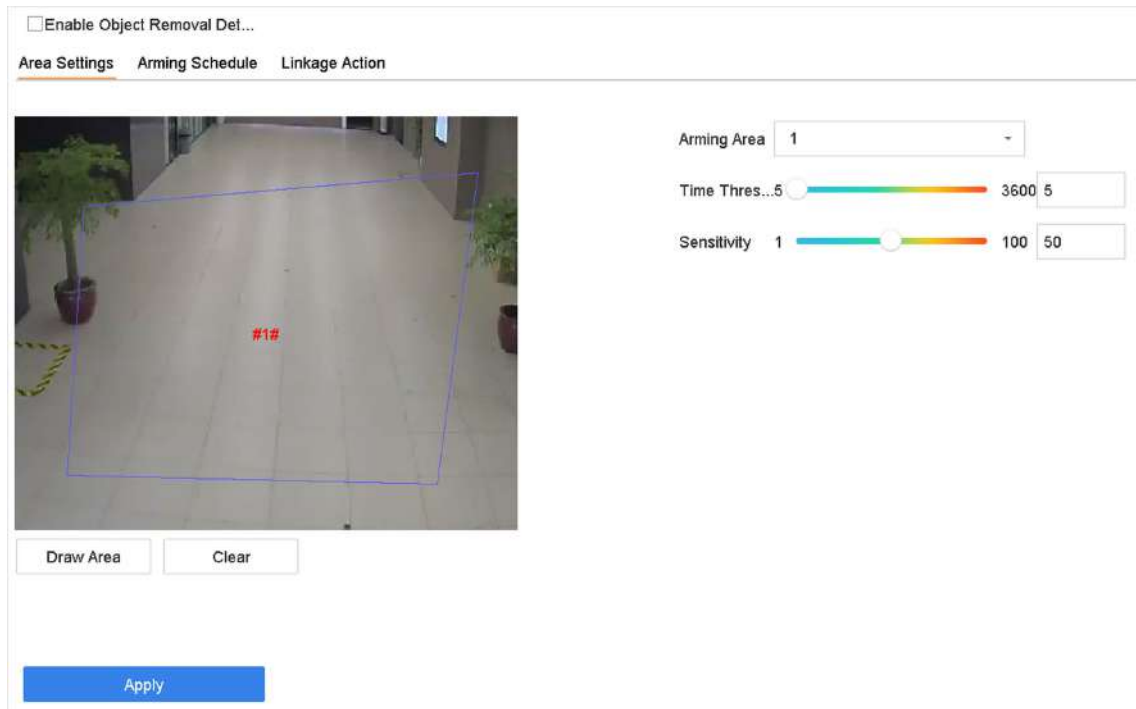 Enable Object Removal Det...
Area Settings Arming Schedule Linkage Action
Arming Area 1
Time Thres...5 3600 5
Sensitivity 1 100 50
#1#
Draw Area Clear
Apply